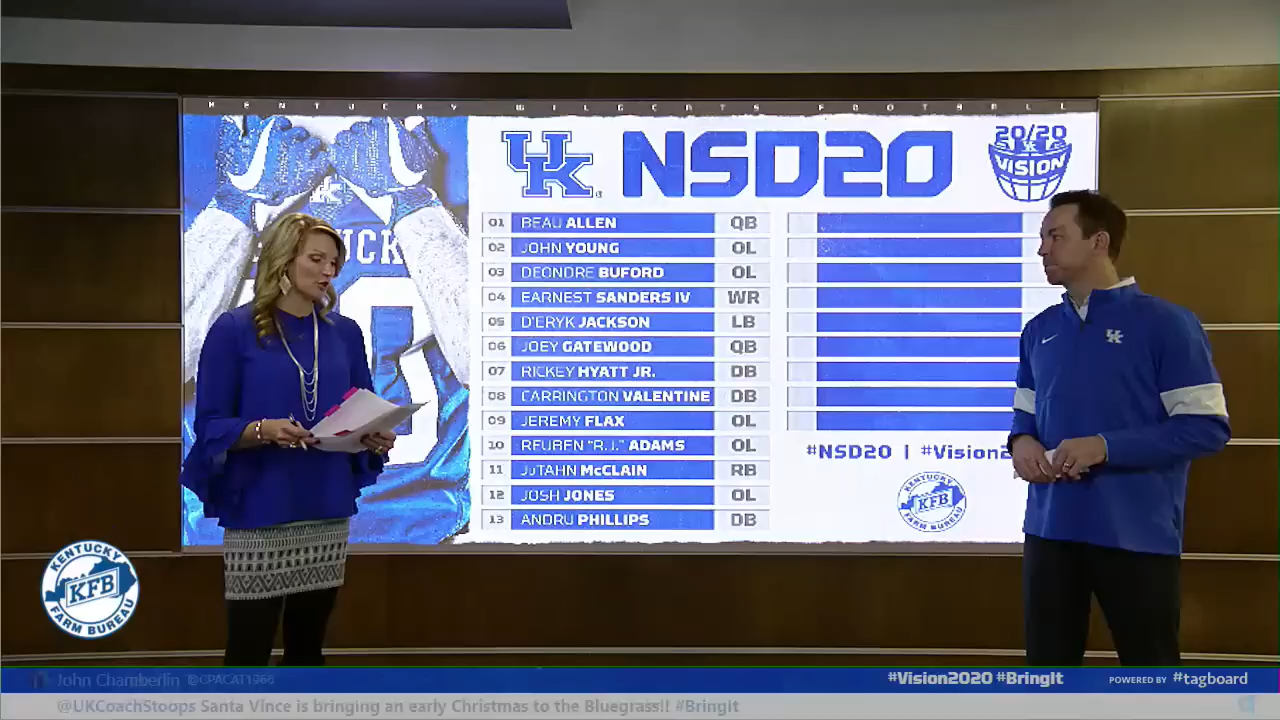 KENTUCKY WILDCATS FOOTBALL
UK NSD20
20/20
VISION
UCK
01 BEAU ALLEN QB
02 JOHN YOUNG OL
03 DEONDRE BUFORD OL
04 EARNEST SANDERS IV WR
05 D'ERYK JACKSON LB
06 JOEY GATEWOOD QB
07 RICKEY HYATT JR. DB
08 CARRINGTON VALENTINE DB
09 JEREMY FLAX OL
10 REUBEN "R.J." ADAMS OL
11 JuTAHN McCLAIN RB
12 JOSH JONES OL
13 ANDRU PHILLIPS DB
#NSD20 | #Vision2
KENTUCKY
KFB
FARM BUREAU
UK
KENTUCKY
KFB
FARM BUREAU
John Chamberlin @CPACAT1966
#Vision2020 #BringIt POWERED BY #tagboard
@UKCoachStoops Santa Vince is bringing an early Christmas to the Bluegrass!! #BringIt